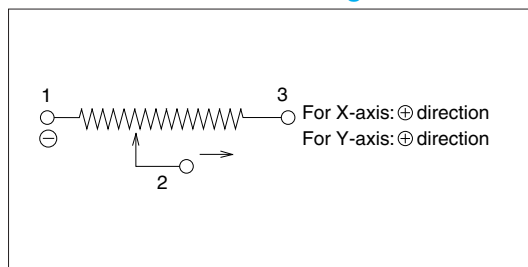 1
3
For X-axis: ⊕ direction
For Y-axis: ⊕ direction
⊖
2